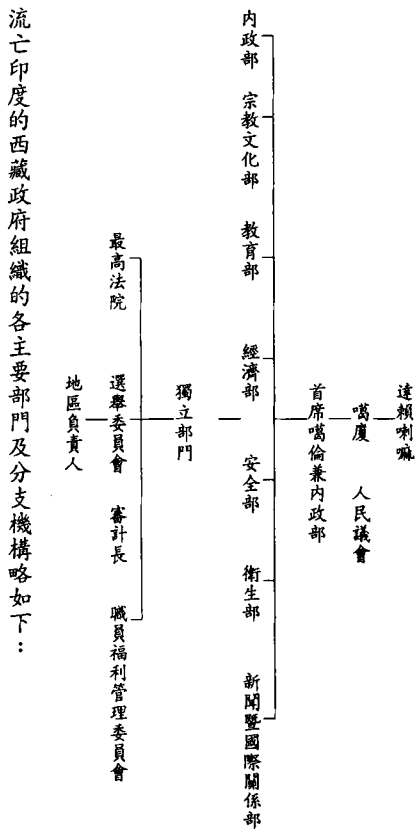 達賴喇嘛
噶廈
人民議會
首席噶倫兼內政部
內政部
宗教文化部
教育部
經濟部
安全部
衛生部
新聞暨國際關係部
獨立部門
最高法院
選舉委員會
審計長
職員福利管理委員會
地區負責人
流亡印度的西藏政府組織的各主要部門及分支機構略如下：